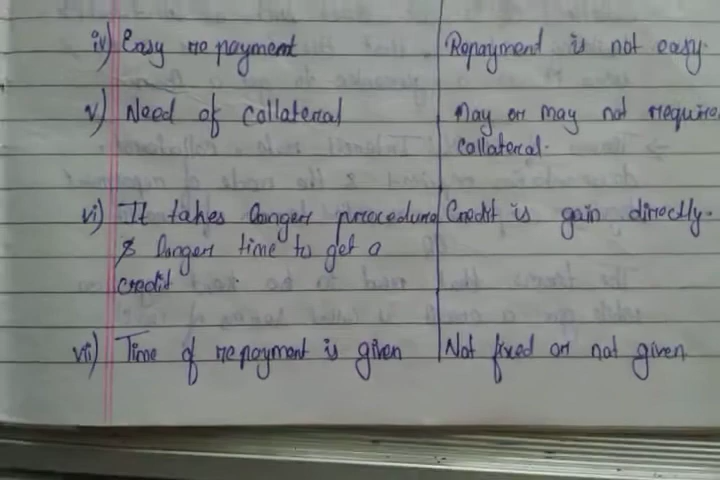 iv) Easy repayment | Repayment is not easy.
v) Need of collateral | May or may not require
collateral.
vi) It takes longer procedure | Credit is gain directly.
& longer time to get a
credit
vii) Time of repayment is given | Not fixed or not given